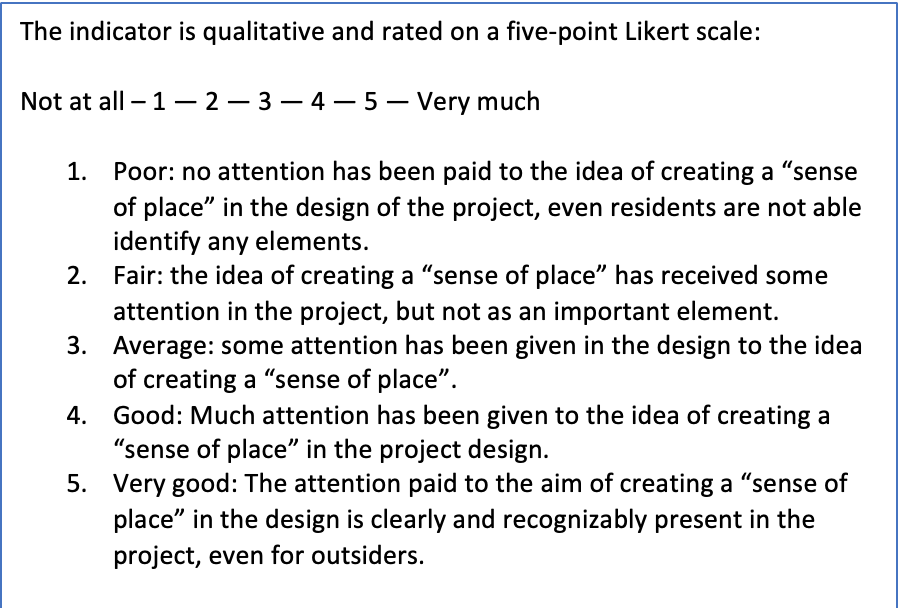 The indicator is qualitative and rated on a five-point Likert scale:
Not at all – 1 — 2 — 3 — 4 — 5 — Very much
1. Poor: no attention has been paid to the idea of creating a “sense
of place” in the design of the project, even residents are not able
identify any elements.
2. Fair: the idea of creating a “sense of place” has received some
attention in the project, but not as an important element.
3. Average: some attention has been given in the design to the idea
of creating a “sense of place”.
4. Good: Much attention has been given to the idea of creating a
“sense of place” in the project design.
5. Very good: The attention paid to the aim of creating a “sense of
place” in the design is clearly and recognizably present in the
project, even for outsiders.